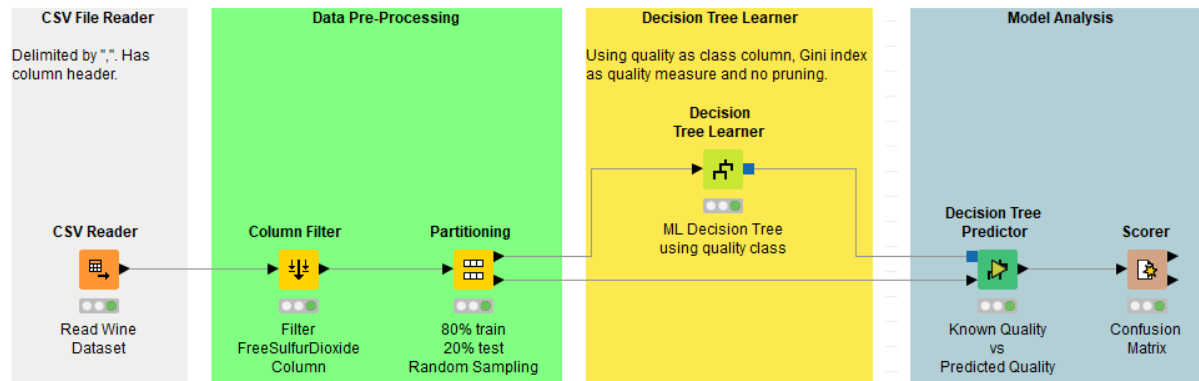 CSV File Reader
Delimited by ",". Has
column header.
CSV Reader
Read Wine
Dataset
Data Pre-Processing
Column Filter
Filter
FreeSulfurDioxide
Column
Partitioning
80% train
20% test
Random Sampling
Decision Tree Learner
Using quality as class column, Gini index
as quality measure and no pruning.
Decision
Tree Learner
ML Decision Tree
using quality class
Model Analysis
Decision Tree
Predictor
Known Quality
vs
Predicted Quality
Scorer
Confusion
Matrix